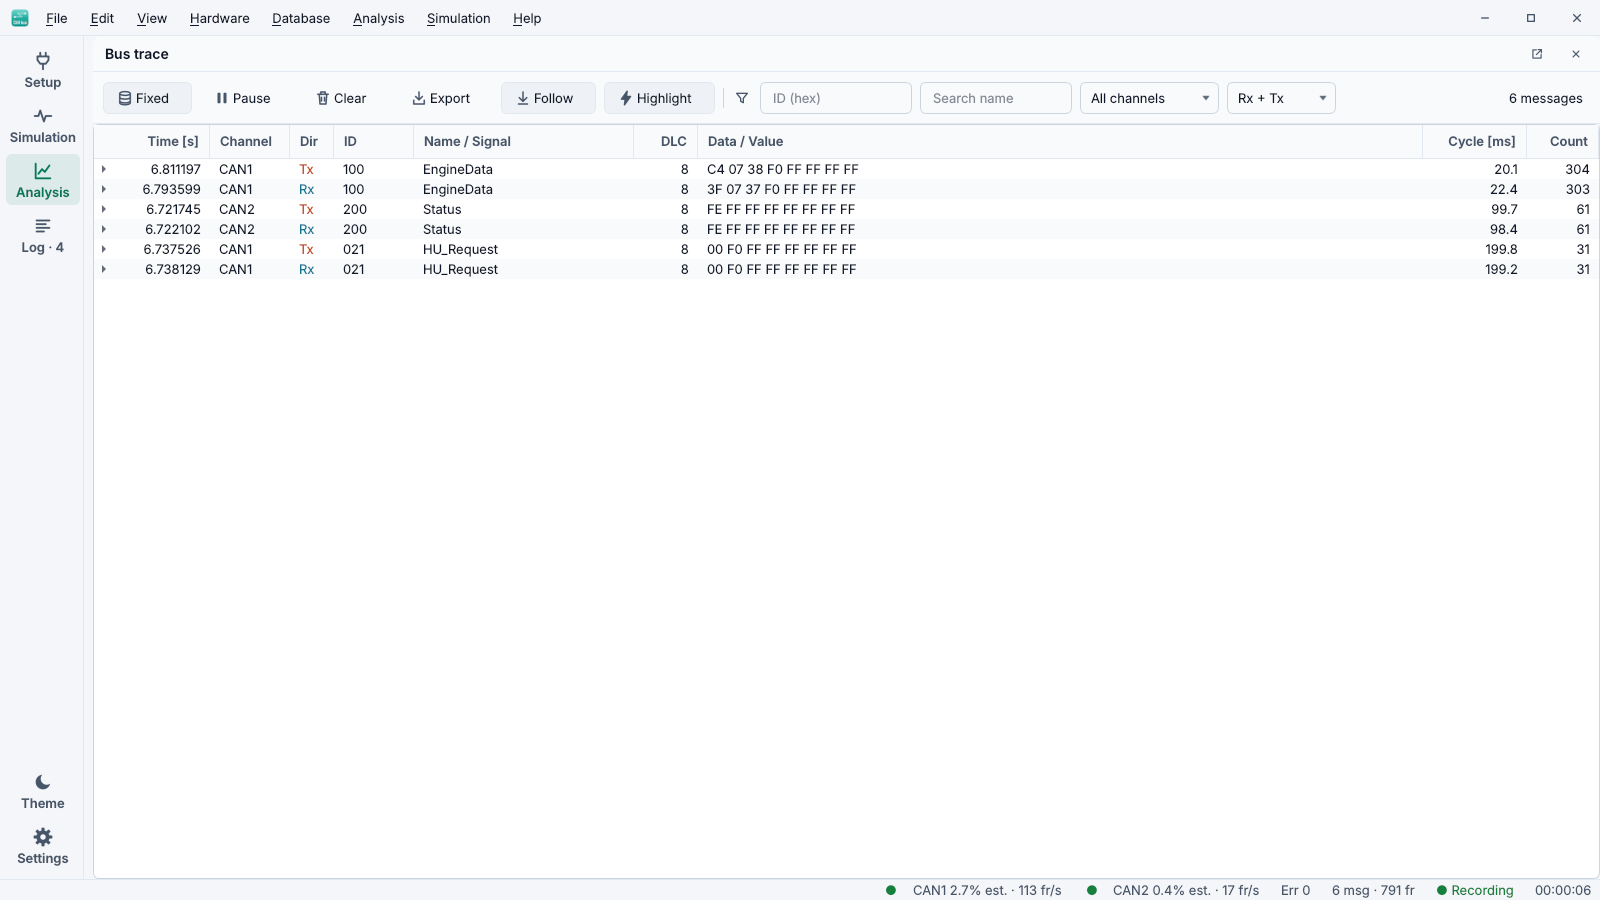 File Edit View Hardware Database Analysis Simulation Help
Bus trace
Setup
Simulation
Analysis
Log · 4
Theme
Settings
Fixed Pause Clear Export Follow Highlight ID (hex) Search name All channels Rx + Tx 6 messages
Time [s] Channel Dir ID Name / Signal DLC Data / Value Cycle [ms] Count
6.811197 CAN1 Tx 100 EngineData 8 C4 07 38 F0 FF FF FF FF 20.1 304
6.793599 CAN1 Rx 100 EngineData 8 3F 07 37 F0 FF FF FF FF 22.4 303
6.721745 CAN2 Tx 200 Status 8 FE FF FF FF FF FF FF FF 99.7 61
6.722102 CAN2 Rx 200 Status 8 FE FF FF FF FF FF FF FF 98.4 61
6.737526 CAN1 Tx 021 HU_Request 8 00 F0 FF FF FF FF FF FF 199.8 31
6.738129 CAN1 Rx 021 HU_Request 8 00 F0 FF FF FF FF FF FF 199.2 31
CAN1 2.7% est. · 113 fr/s CAN2 0.4% est. · 17 fr/s Err 0 6 msg · 791 fr Recording 00:00:06